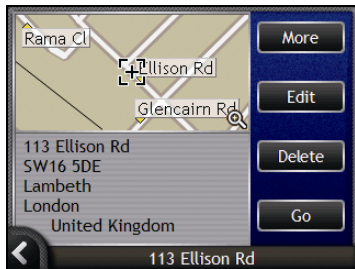 Rama Cl
Ellison Rd
Glencairn Rd
More
Edit
Delete
Go
113 Ellison Rd
SW16 5DE
Lambeth
London
United Kingdom
113 Ellison Rd